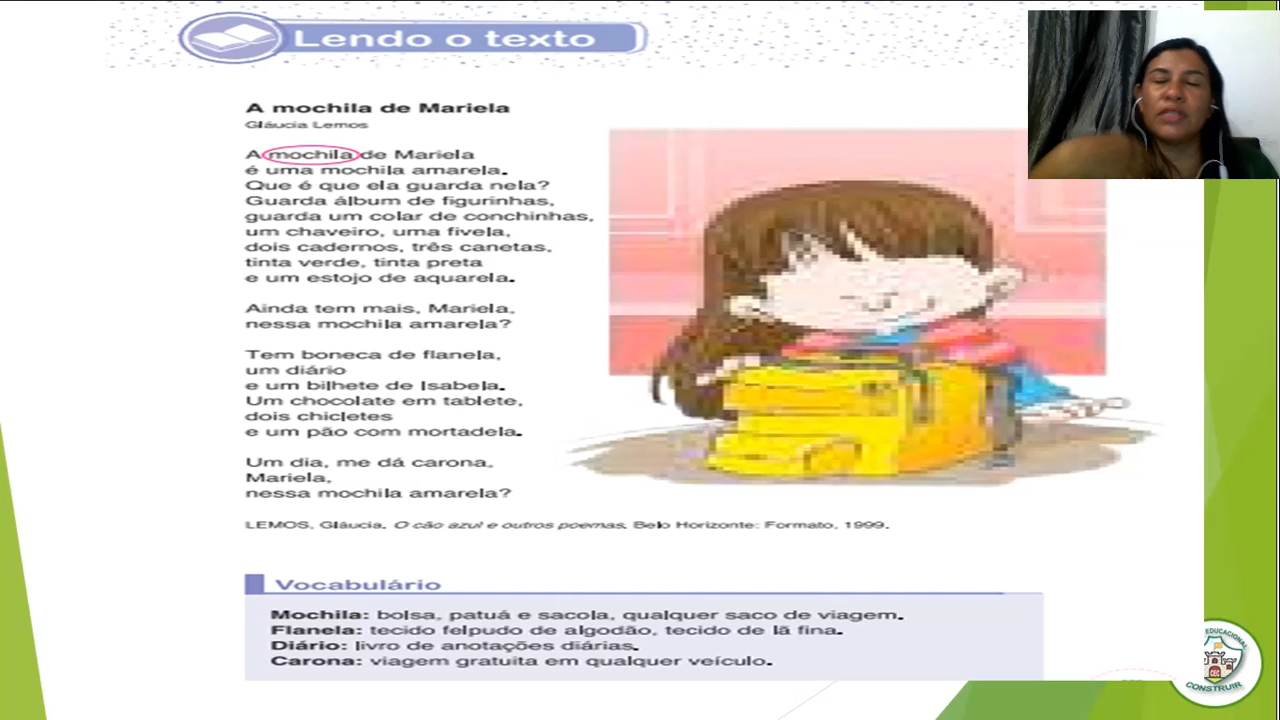 Lendo o texto
A mochila de Mariela
Gláucia Lemos
A mochila de Mariela
é uma mochila amarela.
Que é que ela guarda nela?
Guarda álbum de figurinhas,
guarda um colar de conchinhas,
um chaveiro, uma fivela,
dois cadernos, três canetas,
tinta verde, tinta preta
e um estojo de aquarela.
Ainda tem mais, Mariela,
nessa mochila amarela?
Tem boneca de flanela,
um diário
e um bilhete de Isabela.
Um chocolate em tablete,
dois chicletes
e um pão com mortadela.
Um dia, me dá carona,
Mariela,
nessa mochila amarela?
LEMOS, Gláucia. O cão azul e outros poemas. Belo Horizonte: Formato, 1999.
Vocabulário
Mochila: bolsa, patuá e sacola, qualquer saco de viagem.
Flanela: tecido felpudo de algodão, tecido de lã fina.
Diário: livro de anotações diárias.
Carona: viagem gratuita em qualquer veículo.
EDUCACIONAL
CEC
CONSTRUIR